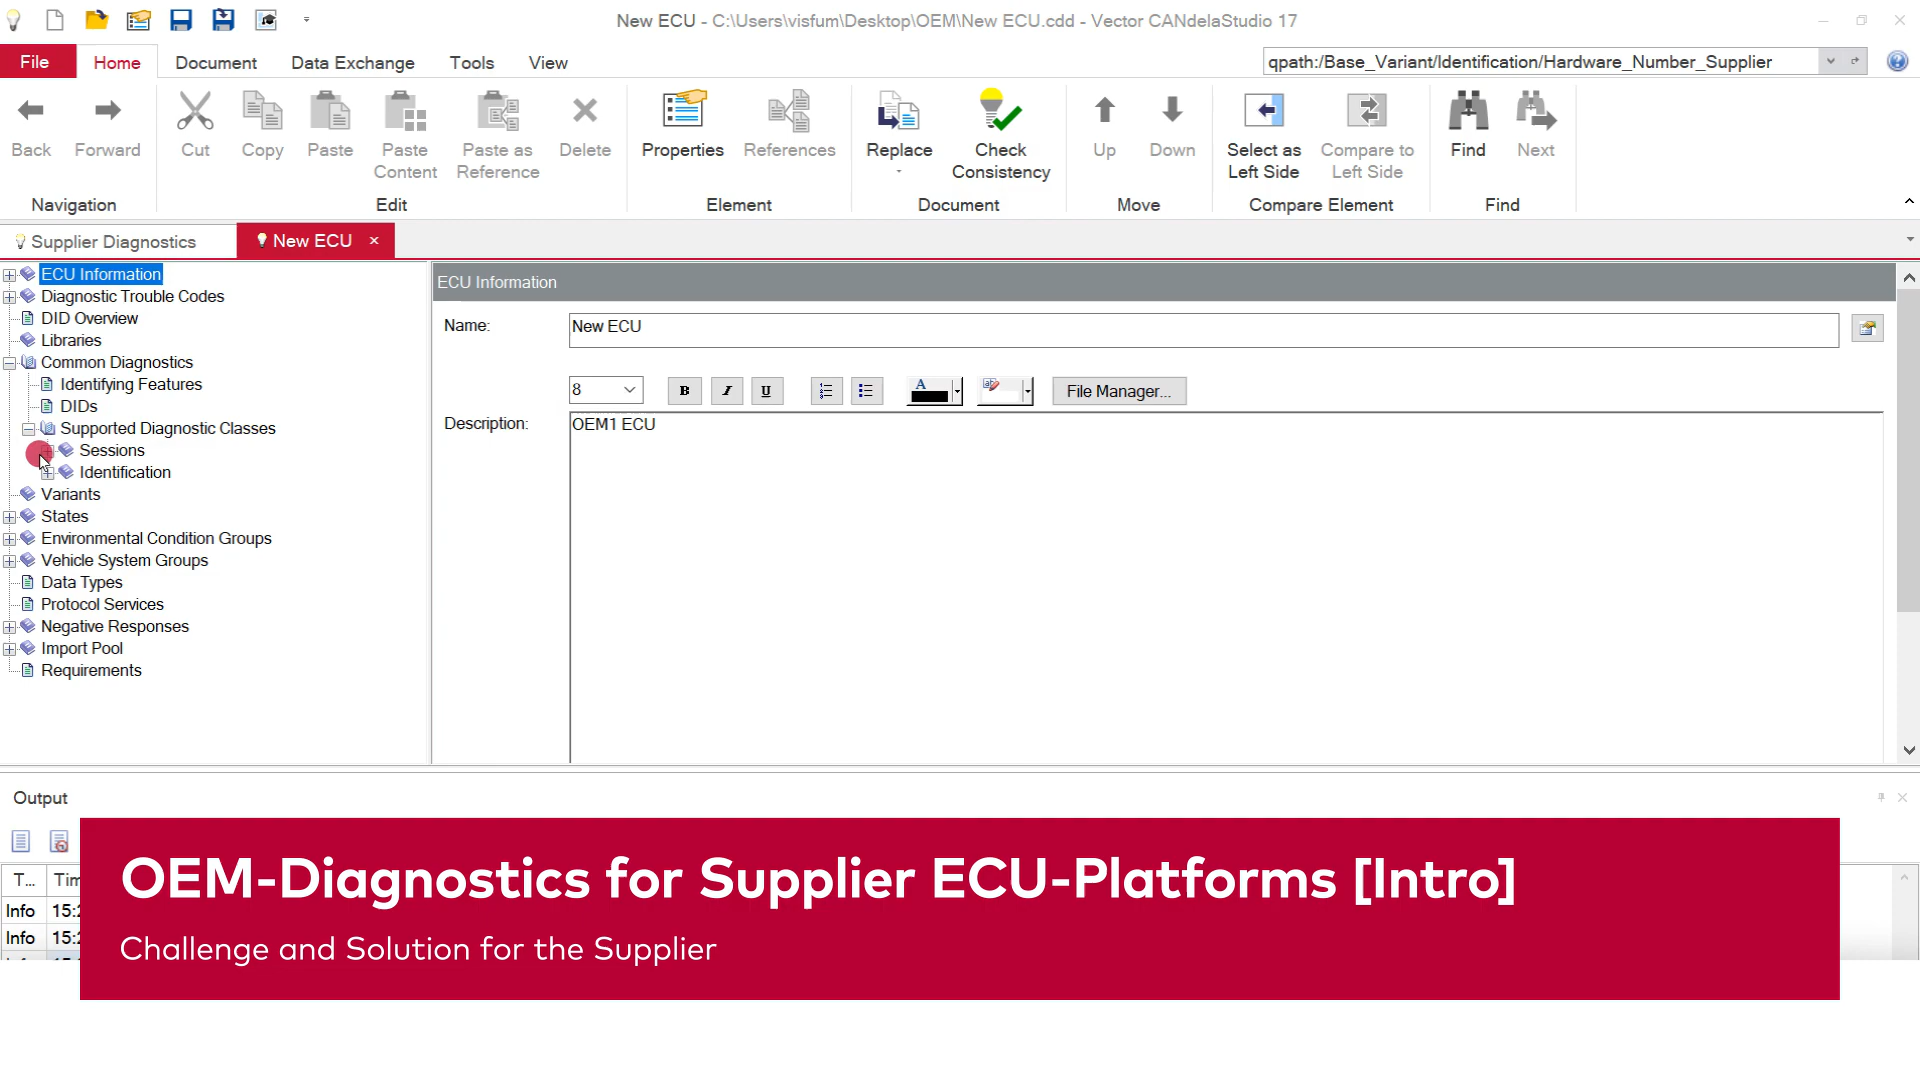 New ECU - C:\Users\visfum\Desktop\OEM\New ECU.cdd - Vector CANdelaStudio 17
File Home Document Data Exchange Tools View
qpath:/Base_Variant/Identification/Hardware_Number_Supplier
Back Forward Cut Copy Paste Paste Content Paste as Reference Delete Properties References Replace Check Consistency Up Down Select as Left Side Compare to Left Side Find Next
Navigation Edit Element Document Move Compare Element Find
Supplier Diagnostics New ECU
ECU Information
Diagnostic Trouble Codes
DID Overview
Libraries
Common Diagnostics
Identifying Features
DIDs
Supported Diagnostic Classes
Sessions
Identification
Variants
States
Environmental Condition Groups
Vehicle System Groups
Data Types
Protocol Services
Negative Responses
Import Pool
Requirements
ECU Information
Name: New ECU
8 B I U A File Manager...
Description: OEM1 ECU
Output
T... Tim
Info 15:2
Info 15:2
OEM-Diagnostics for Supplier ECU-Platforms [Intro]
Challenge and Solution for the Supplier